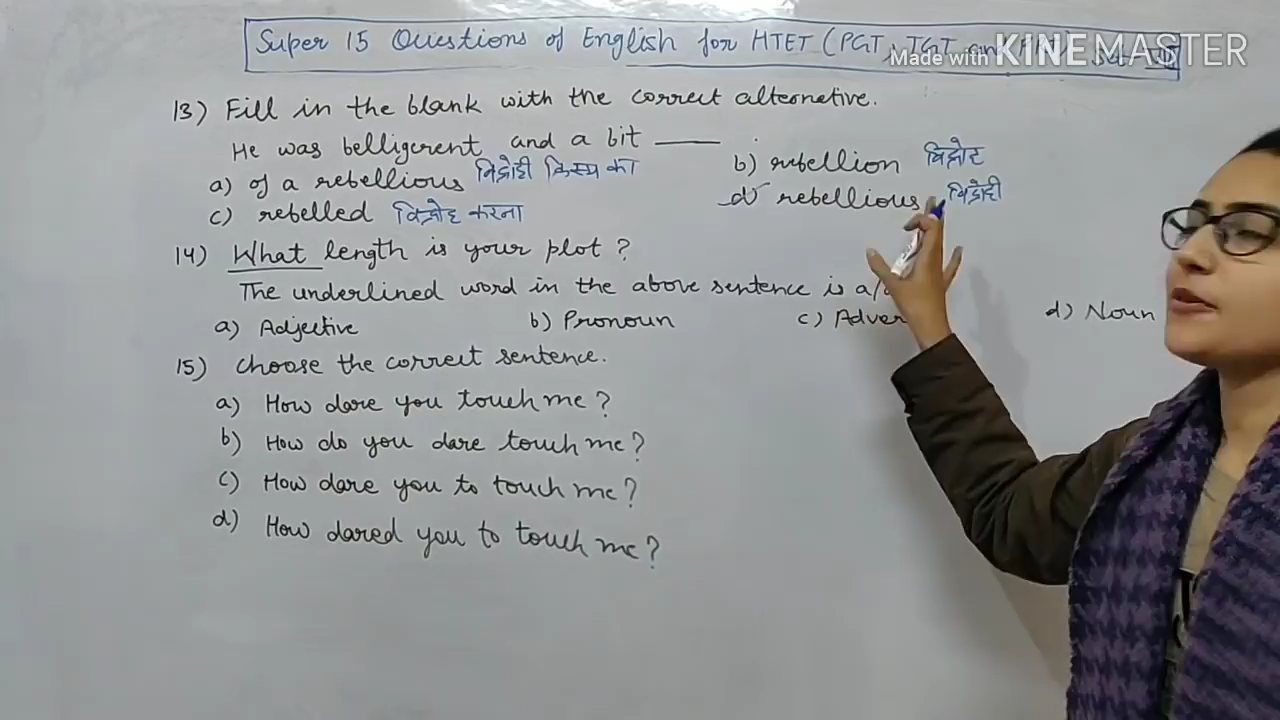 Super 15 Questions of English for HTET (PGT, TGT
Made with KINEMASTER
13) Fill in the blank with the correct alternative.
He was belligerent and a bit ____ .
a) of a rebellious विद्रोही किस्म का
b) rebellion विद्रोह
c) rebelled विद्रोह करना
d) rebellious विद्रोही
14) What length is your plot ?
The underlined word in the above sentence is a/
a) Adjective b) Pronoun c) Adver d) Noun
15) Choose the correct sentence.
a) How dare you touch me ?
b) How do you dare touch me ?
c) How dare you to touch me ?
d) How dared you to touch me ?